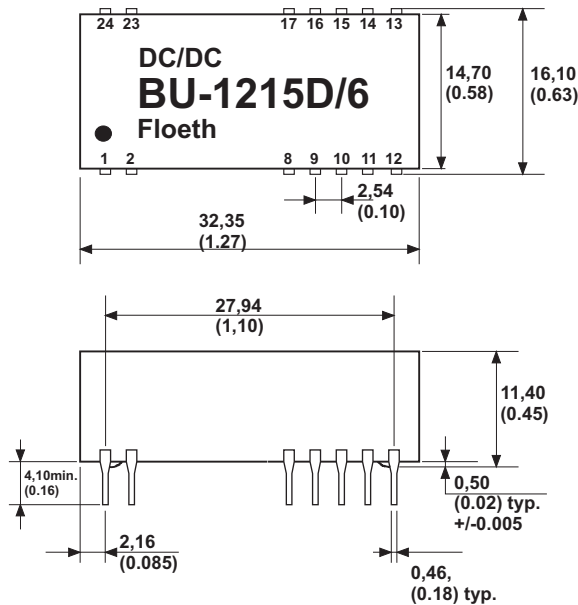 24 23 17 16 15 14 13
DC/DC
BU-1215D/6
Floeth
1 2 8 9 10 11 12
14,70
(0.58)
16,10
(0.63)
2,54
(0.10)
32,35
(1.27)
27,94
(1,10)
11,40
(0.45)
4,10min.
(0.16)
0,50
(0.02) typ.
+/-0.005
2,16
(0.085)
0,46,
(0.18) typ.